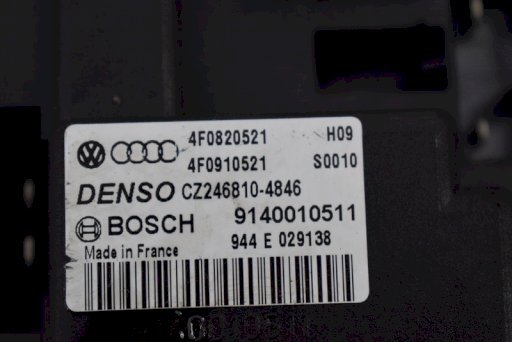 4F0820521 H09
4F0910521 S0010
DENSO CZ246810-4846
BOSCH 9140010511
Made in France 944 E 029138